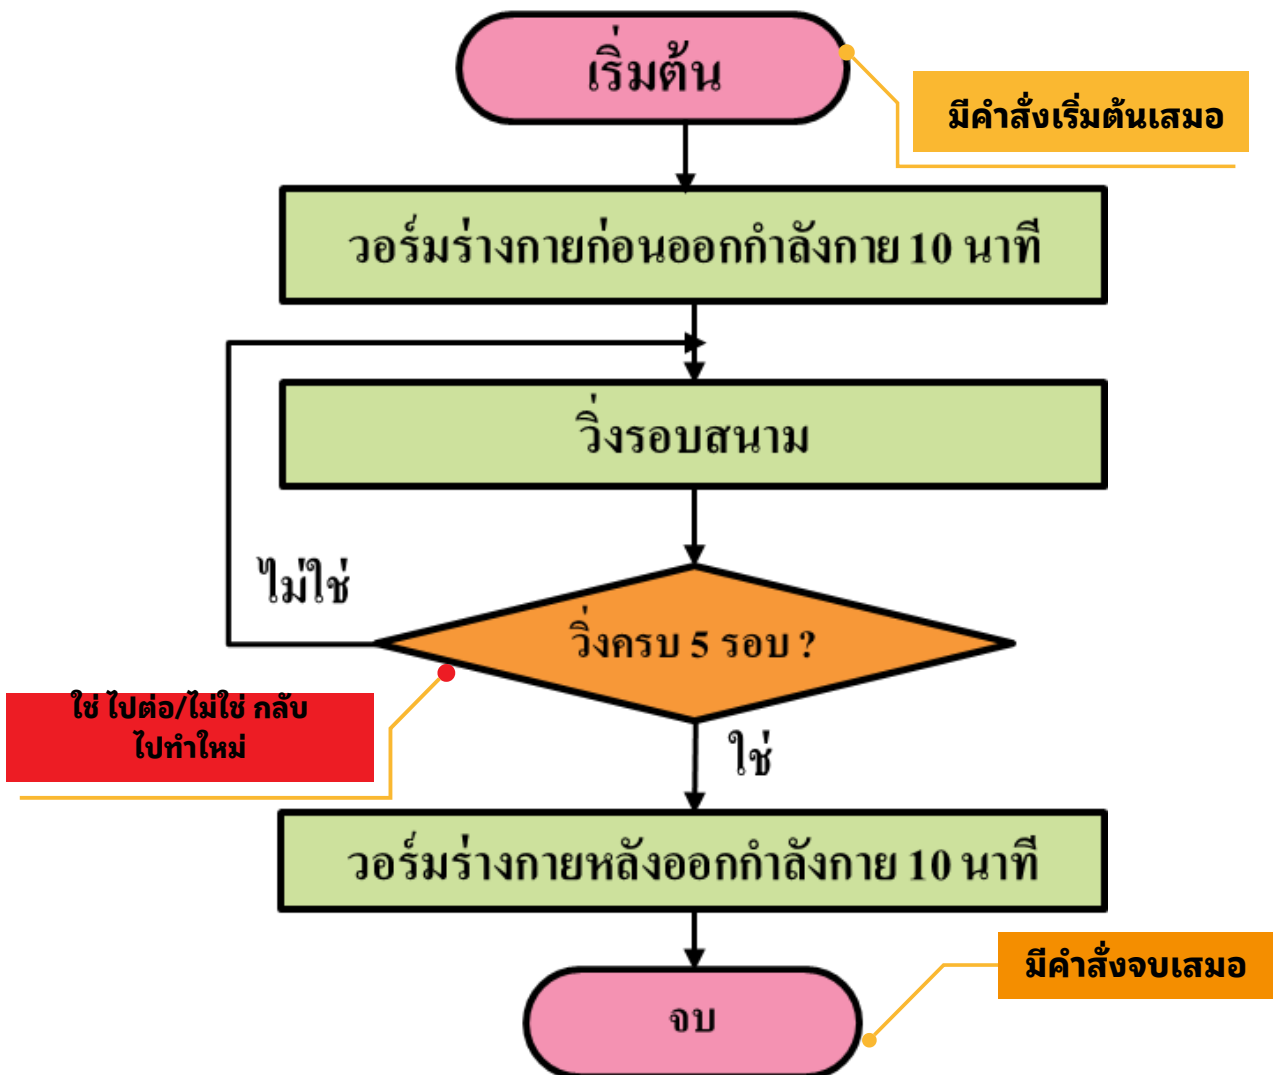 เริ่มต้น
มีคำสั่งเริ่มต้นเสมอ
วอร์มร่างกายก่อนออกกำลังกาย 10 นาที
วิ่งรอบสนาม
ไม่ใช่
วิ่งครบ 5 รอบ ?
ใช่ ไปต่อ/ไม่ใช่ กลับ
ไปทำใหม่
ใช่
วอร์มร่างกายหลังออกกำลังกาย 10 นาที
มีคำสั่งจบเสมอ
จบ